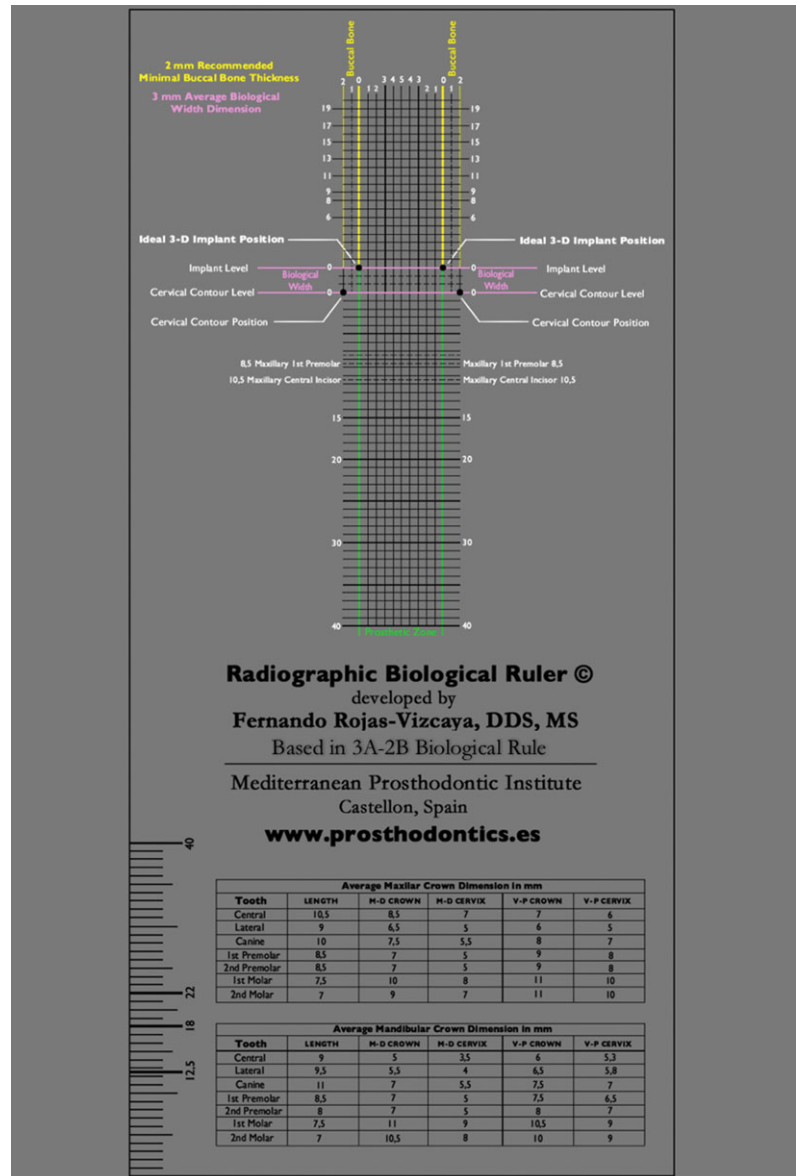 Buccal Bone
Buccal Bone
2 mm Recommended
Minimal Buccal Bone Thickness
3 mm Average Biological
Width Dimension
2 0 3 4 5 4 3 0 2
1 1 2 2 1 1
19 19
17 17
15 15
13 13
11 11
9 9
8 8
6 6
Ideal 3-D Implant Position Ideal 3-D Implant Position
Implant Level 0 0 Implant Level
Biological Width Biological Width
Cervical Contour Level 0 0 Cervical Contour Level
Cervical Contour Position Cervical Contour Position
8,5 Maxillary 1st Premolar Maxillary 1st Premolar 8,5
10,5 Maxillary Central Incisor Maxillary Central Incisor 10,5
15 15
20 20
30 30
40 40
Prosthetic Zone
Radiographic Biological Ruler ©
developed by
Fernando Rojas-Vizcaya, DDS, MS
Based in 3A-2B Biological Rule
Mediterranean Prosthodontic Institute
Castellon, Spain
www.prosthodontics.es
40
22
18
12,5
Average Maxilar Crown Dimension in mm
Tooth LENGTH M-D CROWN M-D CERVIX V-P CROWN V-P CERVIX
Central 10,5 8,5 7 7 6
Lateral 9 6,5 5 6 5
Canine 10 7,5 5,5 8 7
1st Premolar 8,5 7 5 9 8
2nd Premolar 8,5 7 5 9 8
1st Molar 7,5 10 8 11 10
2nd Molar 7 9 7 11 10
Average Mandibular Crown Dimension in mm
Tooth LENGTH M-D CROWN M-D CERVIX V-P CROWN V-P CERVIX
Central 9 5 3,5 6 5,3
Lateral 9,5 5,5 4 6,5 5,8
Canine 11 7 5,5 7,5 7
1st Premolar 8,5 7 5 7,5 6,5
2nd Premolar 8 7 5 8 7
1st Molar 7,5 11 9 10,5 9
2nd Molar 7 10,5 8 10 9